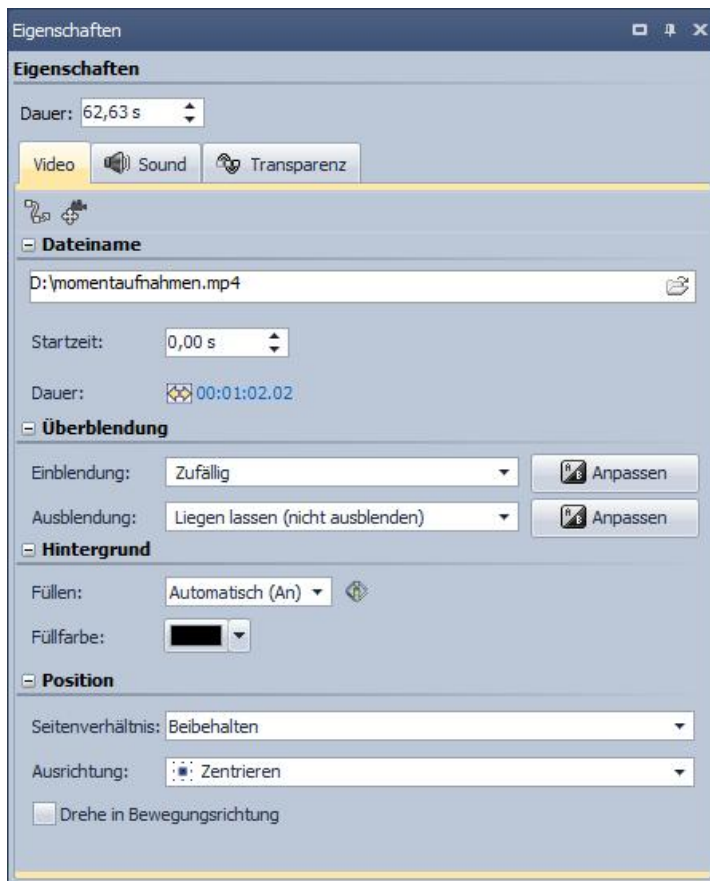 Eigenschaften
Eigenschaften
Dauer: 62,63 s
Video Sound Transparenz
Dateiname
D:\momentaufnahmen.mp4
Startzeit: 0,00 s
Dauer: 00:01:02.02
Überblendung
Einblendung: Zufällig Anpassen
Ausblendung: Liegen lassen (nicht ausblenden) Anpassen
Hintergrund
Füllen: Automatisch (An)
Füllfarbe:
Position
Seitenverhältnis: Beibehalten
Ausrichtung: Zentrieren
Drehe in Bewegungsrichtung